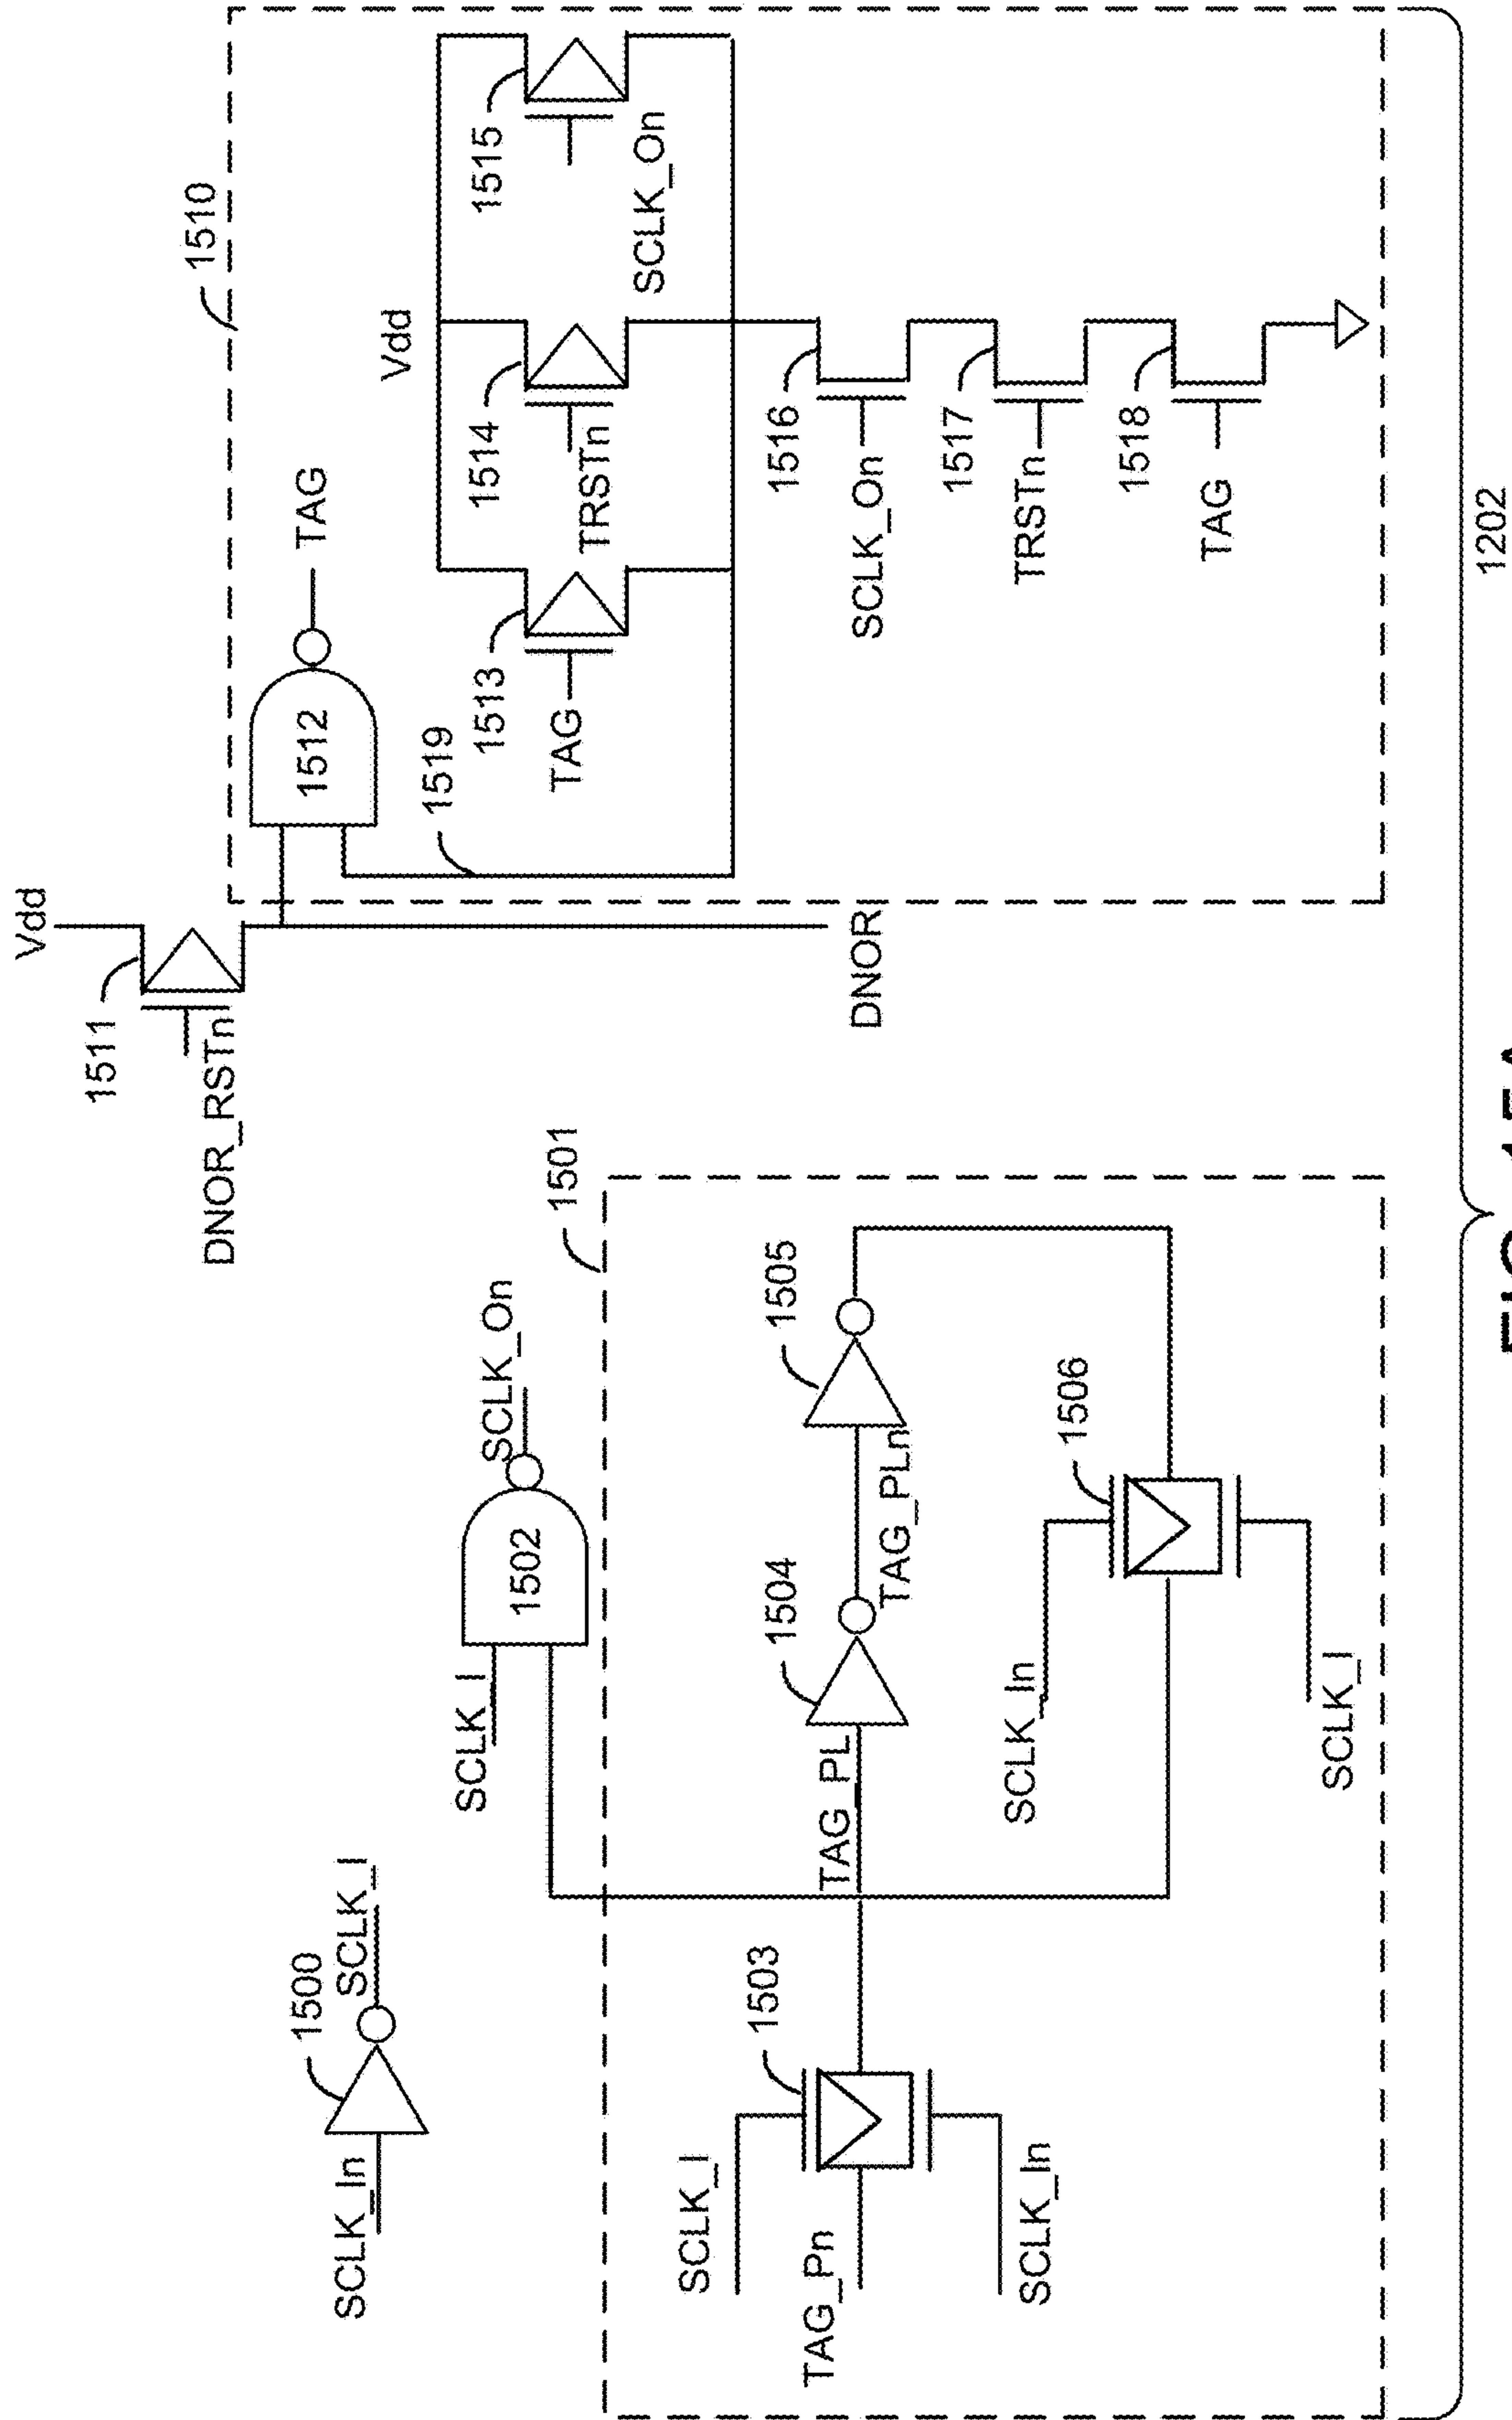 SCLK_In
1500
SCLK_I
SCLK_I
1502
SCLK_On
1501
SCLK_I
1503
TAG_Pn
SCLK_In
TAG_PL
1504
TAG_PLn
1505
SCLK_In
1506
SCLK_I
Vdd
1511
DNOR_RSTn
DNOR
1510
1512
TAG
1519
Vdd
1513
TAG
1514
TRSTn
1515
SCLK_On
1516
SCLK_On
1517
TRSTn
1518
TAG
1202